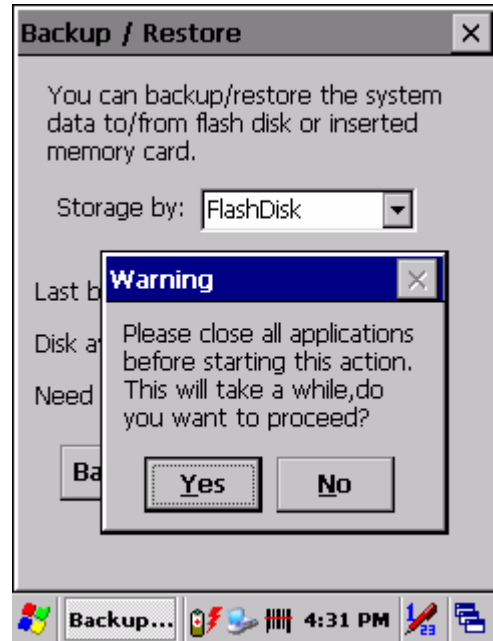 Backup / Restore
You can backup/restore the system
data to/from flash disk or inserted
memory card.
Storage by: FlashDisk
Warning
Last b
Please close all applications
Disk a
before starting this action.
This will take a while,do
Need
you want to proceed?
Ba
Yes No
Backup... 4:31 PM 1 23